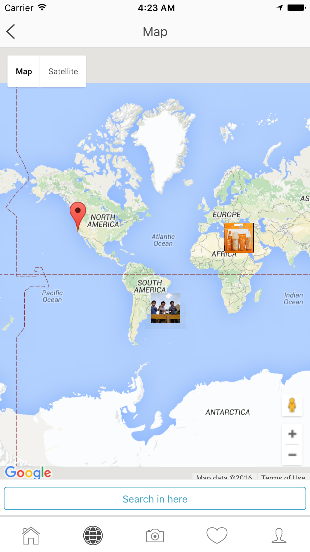 Carrier 4:23 AM
Map
Map Satellite
NORTH
AMERICA
EUROPE
AS
Atlantic
Ocean
AFRICA
Pacific
Ocean
SOUTH
AMERICA
Indian
Ocean
ANTARCTICA
Google
Map data ©2016 Terms of Use
Search in here